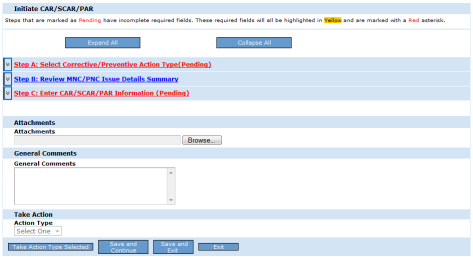 Initiate CAR/SCAR/PAR
Steps that are marked as Pending have incomplete required fields. These required fields will all be highlighted in Yellow and are marked with a Red asterisk.
Expand All
Collapse All
Step A: Select Corrective/Preventive Action Type(Pending)
Step B: Review MNC/PNC Issue Details Summary
Step C: Enter CAR/SCAR/PAR Information (Pending)
Attachments
Attachments
Browse...
General Comments
General Comments
Take Action
Action Type
Select One
Take Action Type Selected
Save and Continue
Save and Exit
Exit